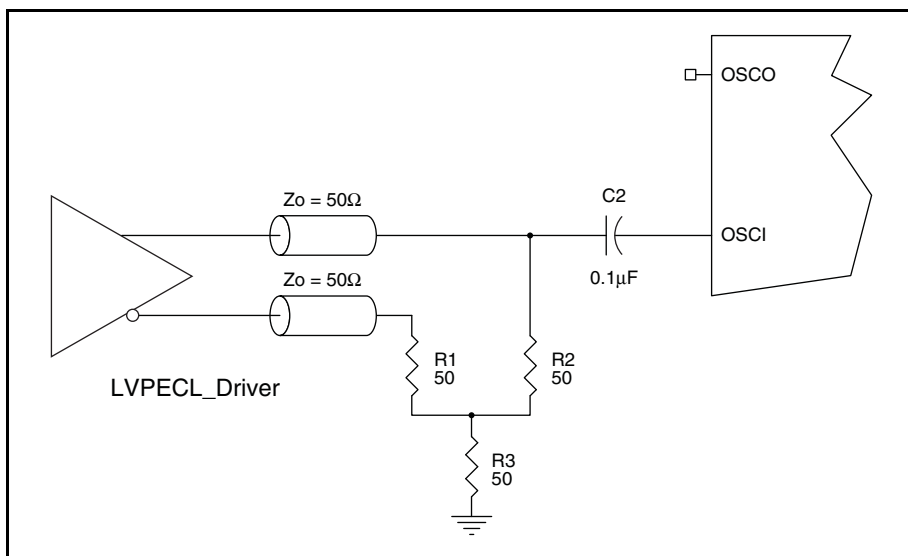 OSCO
C2
Zo = 50Ω
OSCI
0.1μF
Zo = 50Ω
R1
50
R2
50
LVPECL_Driver
R3
50